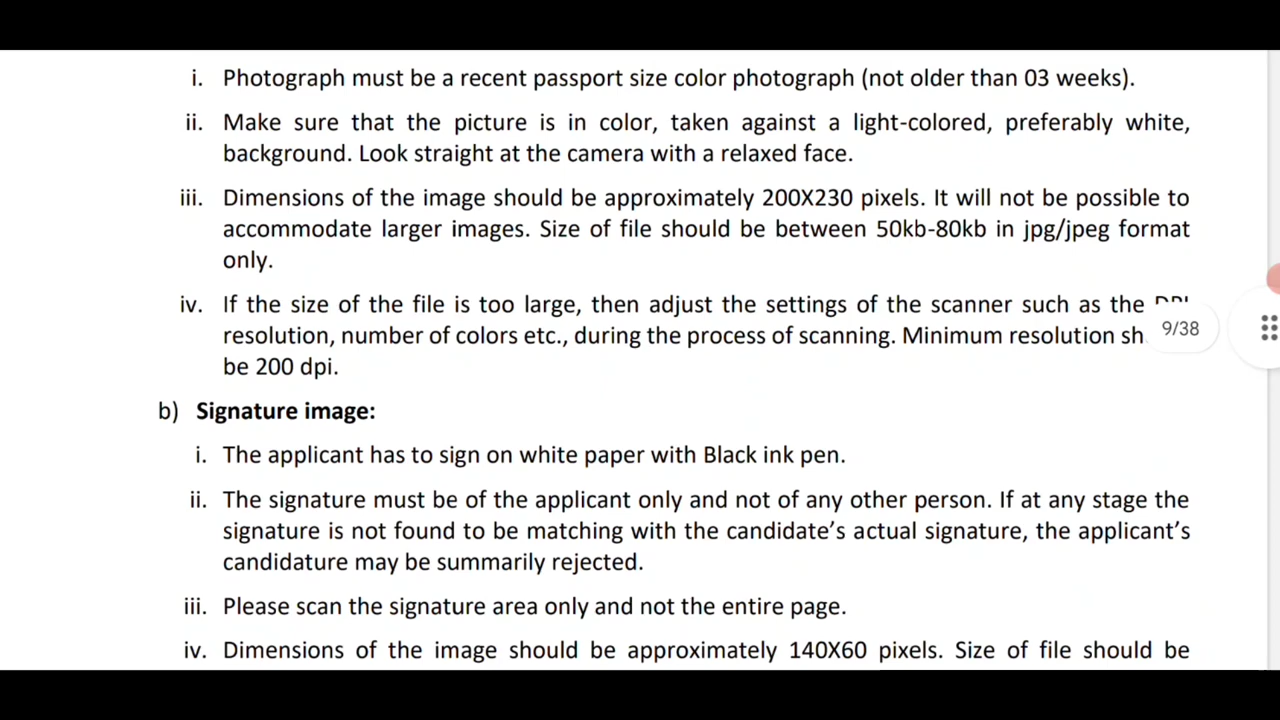 i. Photograph must be a recent passport size color photograph (not older than 03 weeks).
ii. Make sure that the picture is in color, taken against a light-colored, preferably white,
background. Look straight at the camera with a relaxed face.
iii. Dimensions of the image should be approximately 200X230 pixels. It will not be possible to
accommodate larger images. Size of file should be between 50kb-80kb in jpg/jpeg format
only.
iv. If the size of the file is too large, then adjust the settings of the scanner such as the
resolution, number of colors etc., during the process of scanning. Minimum resolution sh
9/38
be 200 dpi.
b) Signature image:
i. The applicant has to sign on white paper with Black ink pen.
ii. The signature must be of the applicant only and not of any other person. If at any stage the
signature is not found to be matching with the candidate's actual signature, the applicant's
candidature may be summarily rejected.
iii. Please scan the signature area only and not the entire page.
iv. Dimensions of the image should be approximately 140X60 pixels. Size of file should be